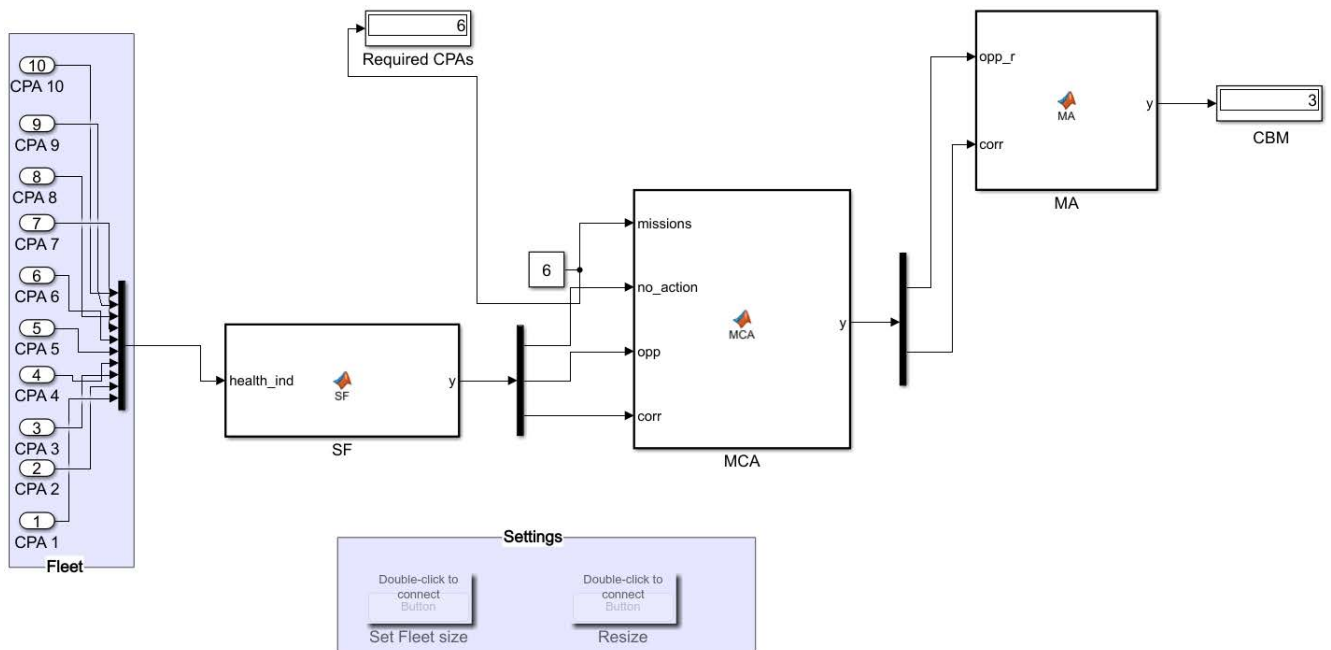 6
Required CPAs
10
CPA 10
9
CPA 9
8
CPA 8
7
CPA 7
6
CPA 6
5
CPA 5
4
CPA 4
3
CPA 3
2
CPA 2
1
CPA 1
Fleet
health_ind
SF
y
SF
6
missions
no_action
opp
corr
MCA
y
MCA
opp_r
corr
MA
y
MA
3
CBM
Settings
Double-click to
connect
Button
Set Fleet size
Double-click to
connect
Button
Resize